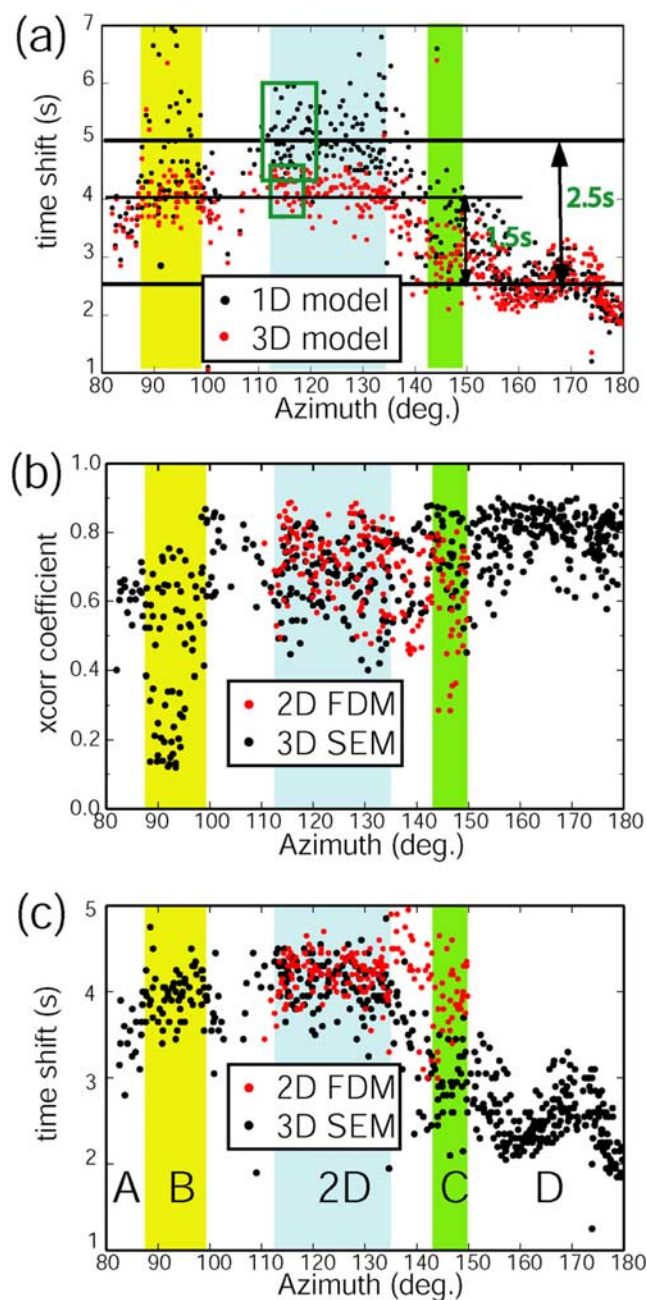 (a)
7
6
5
4
3
2
1
time shift (s)
2.5s
1.5s
1D model
3D model
80 90 100 110 120 130 140 150 160 170 180
Azimuth (deg.)
(b)
1.0
0.8
0.6
0.4
0.2
0.0
xcorr coefficient
2D FDM
3D SEM
80 90 100 110 120 130 140 150 160 170 180
Azimuth (deg.)
(c)
5
4
3
2
1
time shift (s)
2D FDM
3D SEM
A B 2D C D
80 90 100 110 120 130 140 150 160 170 180
Azimuth (deg.)